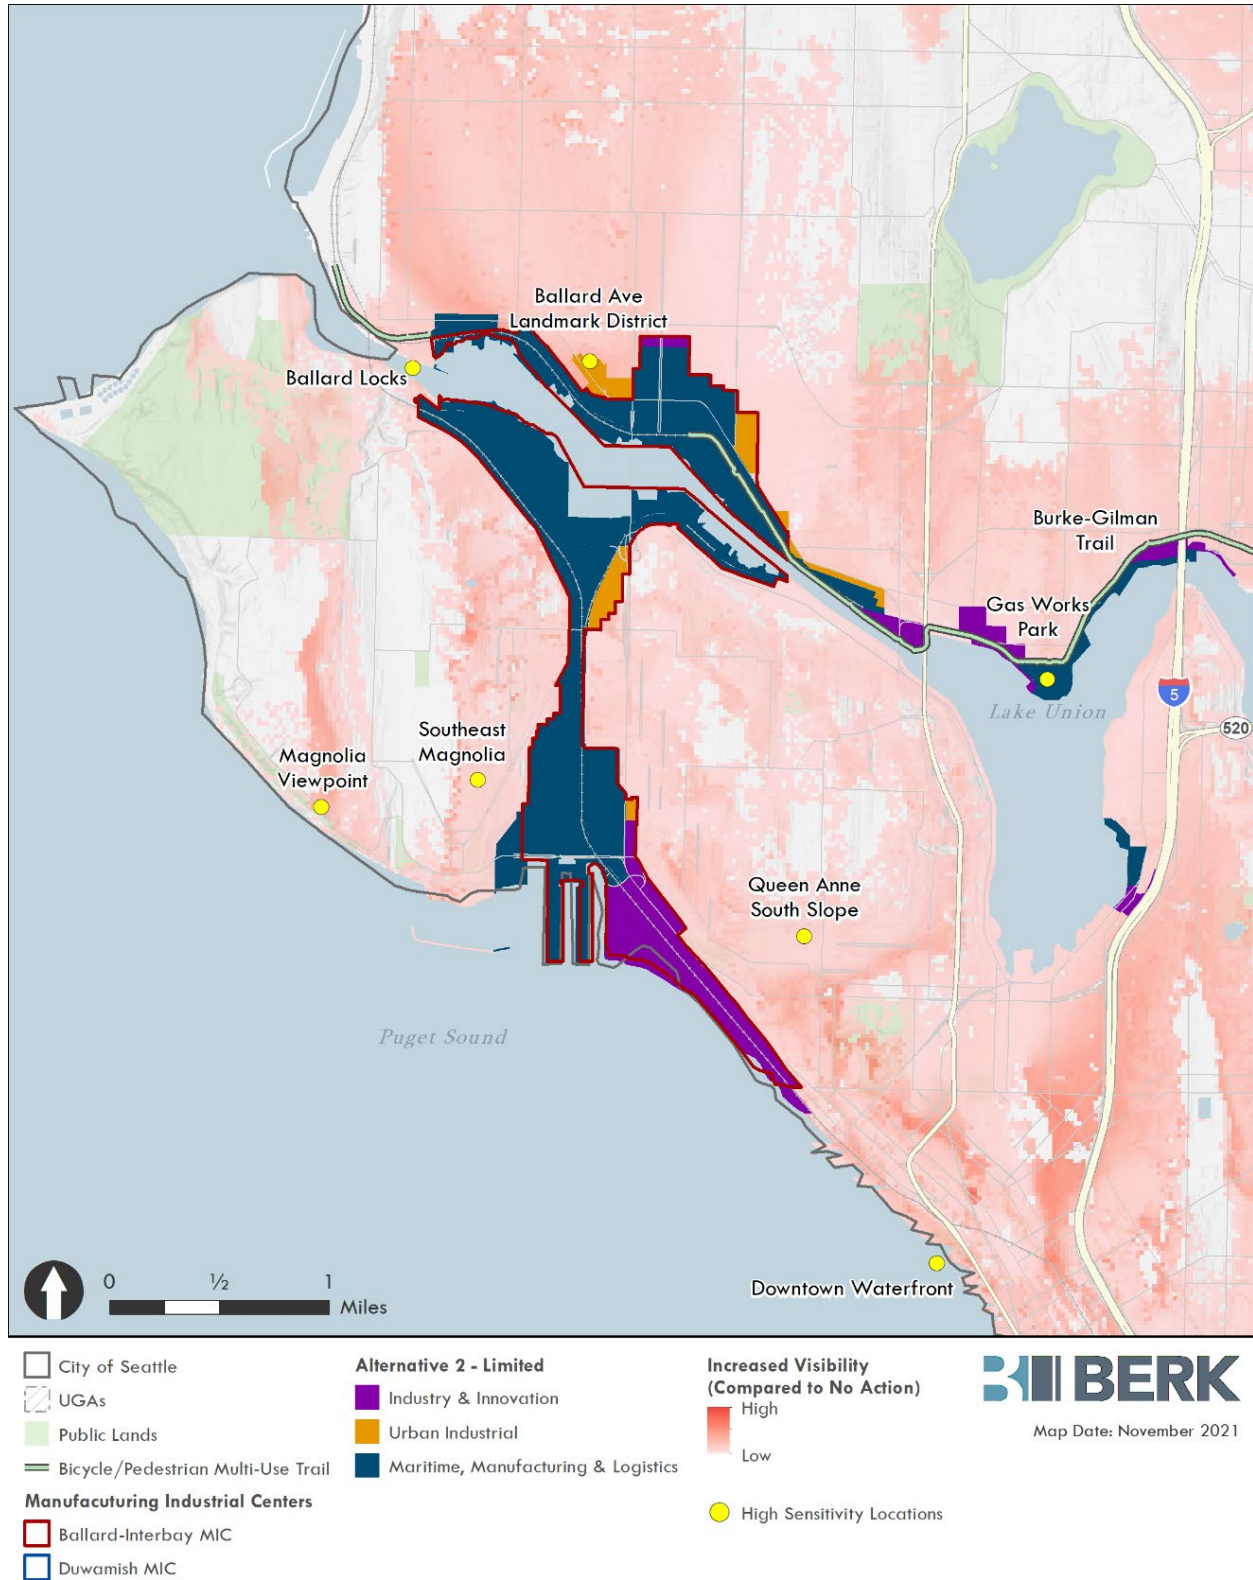 Ballard Ave
Landmark District
Ballard Locks
Burke-Gilman
Trail
Gas Works
Park
Lake Union
5
520
Southeast
Magnolia
Magnolia
Viewpoint
Queen Anne
South Slope
Puget Sound
Downtown Waterfront
0 ½ 1
Miles
City of Seattle
UGAs
Public Lands
Bicycle/Pedestrian Multi-Use Trail
Manufacuturing Industrial Centers
Ballard-Interbay MIC
Duwamish MIC
Alternative 2 - Limited
Industry & Innovation
Urban Industrial
Maritime, Manufacturing & Logistics
Increased Visibility
(Compared to No Action)
High
Low
High Sensitivity Locations
BERK
Map Date: November 2021